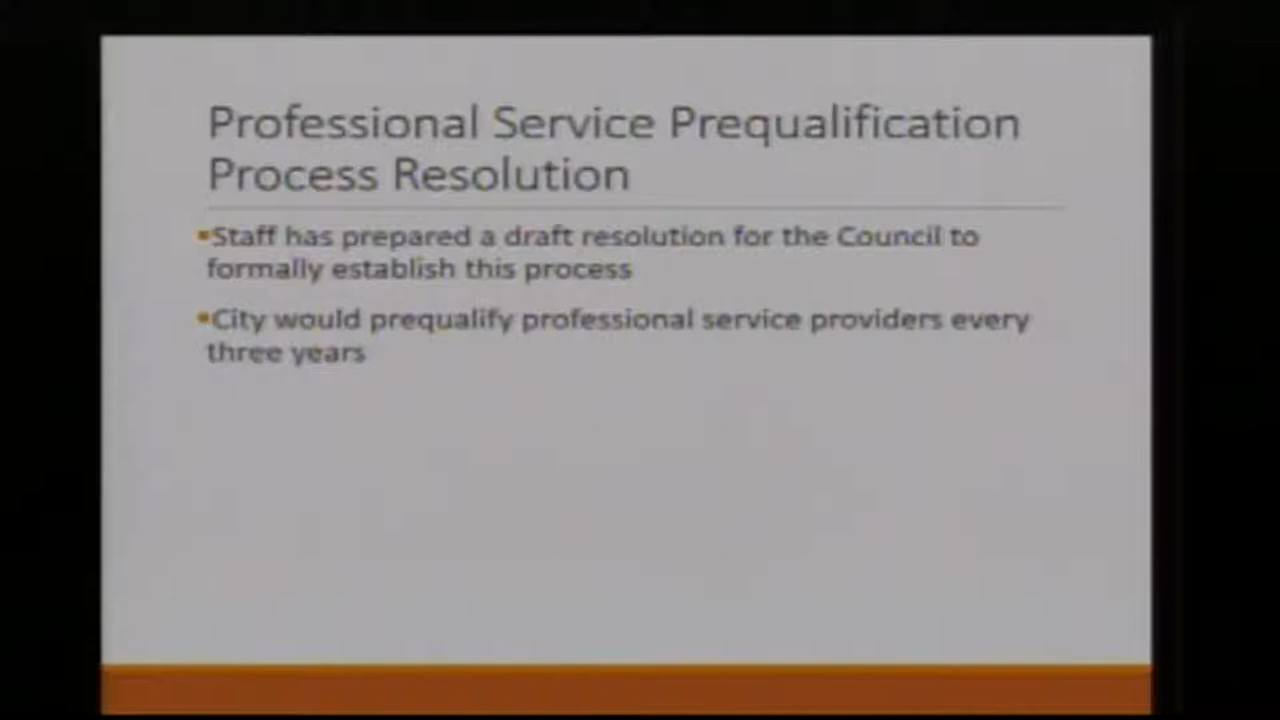 Professional Service Prequalification
Process Resolution
▪Staff has prepared a draft resolution for the Council to
formally establish this process
▪City would prequalify professional service providers every
three years